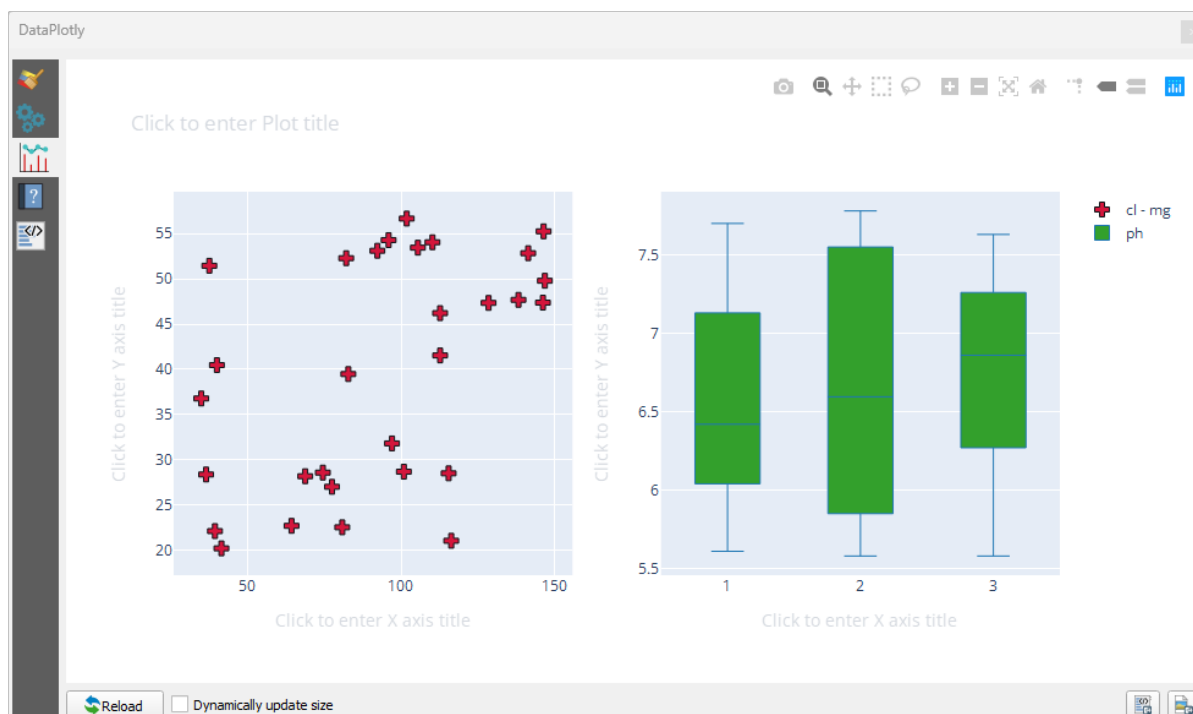 DataPlotly
Click to enter Plot title
55
50
45
40
35
30
25
20
Click to enter Y axis title
50 100 150
Click to enter X axis title
7.5
7
6.5
6
5.5
Click to enter Y axis title
1 2 3
Click to enter X axis title
cl - mg
ph
Reload Dynamically update size